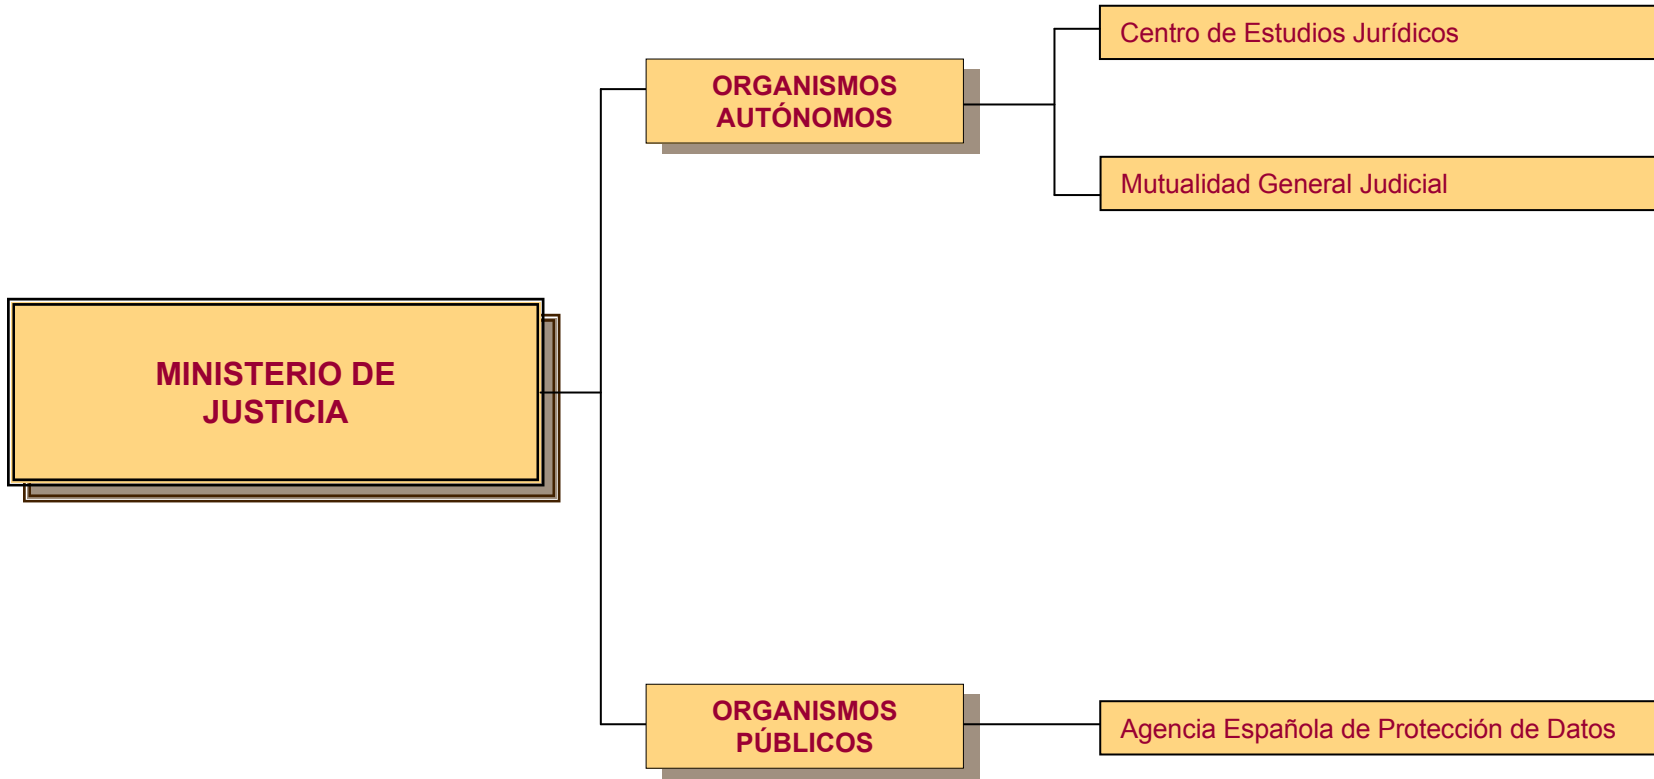 Centro de Estudios Jurídicos
ORGANISMOS
AUTÓNOMOS
Mutualidad General Judicial
MINISTERIO DE
JUSTICIA
ORGANISMOS
PÚBLICOS
Agencia Española de Protección de Datos